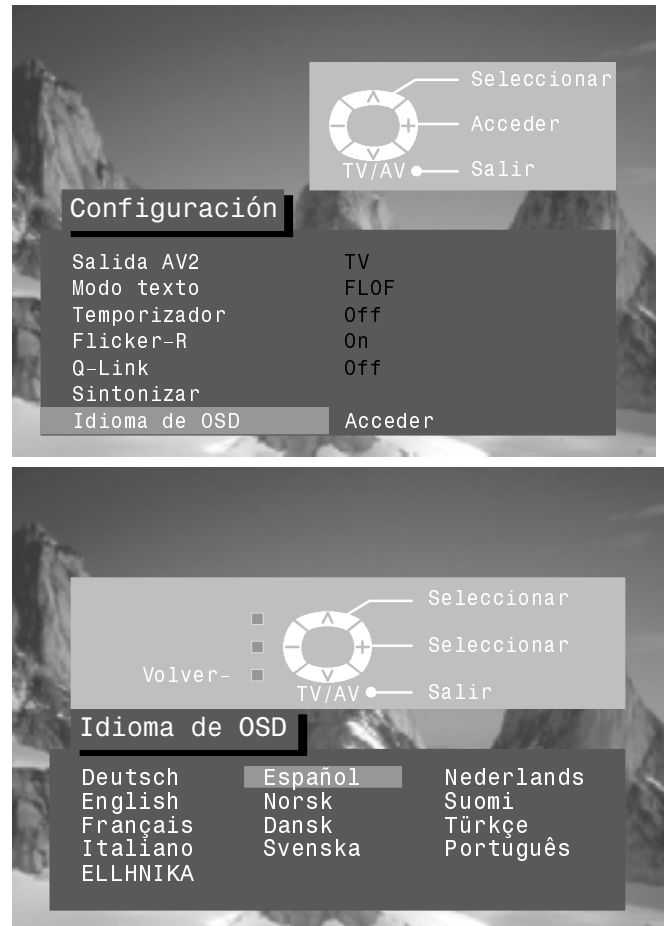 Seleccionar
Acceder
TV/AV Salir
Configuración
Salida AV2 TV
Modo texto FLOF
Temporizador Off
Flicker-R On
Q-Link Off
Sintonizar
Idioma de OSD Acceder
Seleccionar
Seleccionar
Volver-
TV/AV Salir
Idioma de OSD
Deutsch Español Nederlands
English Norsk Suomi
Français Dansk Türkçe
Italiano Svenska Português
ELLHNIKA